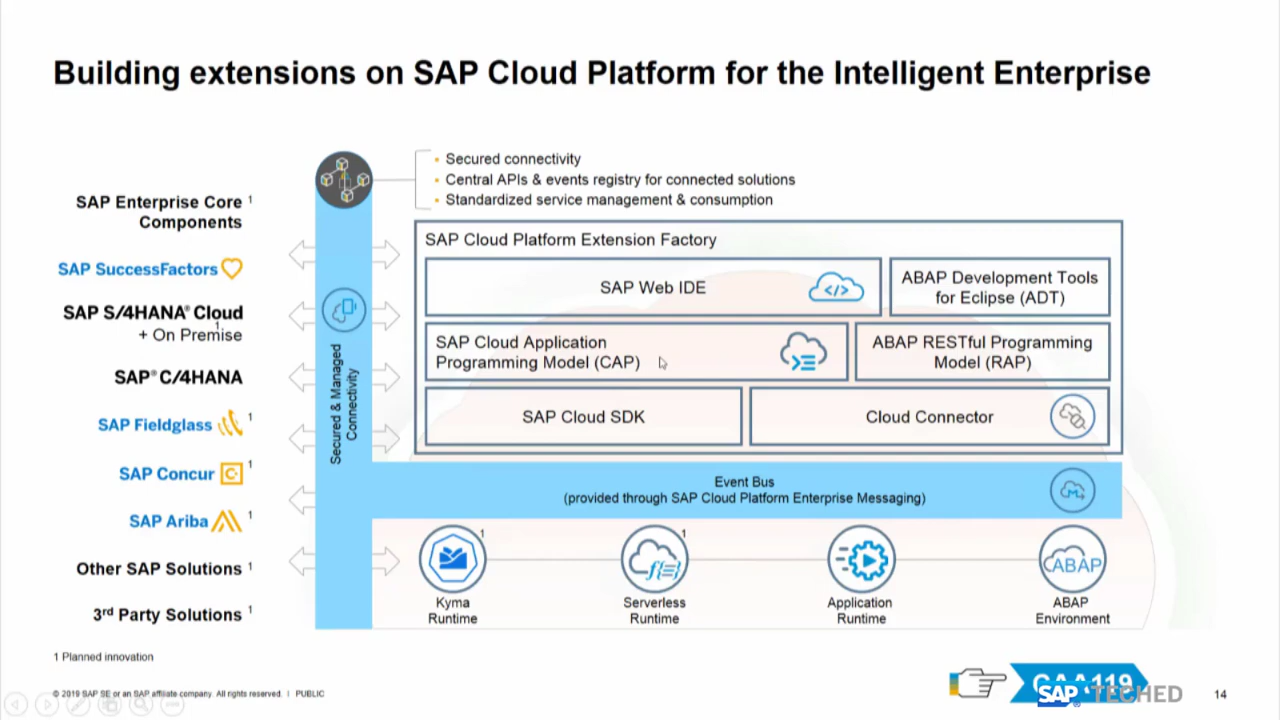 Building extensions on SAP Cloud Platform for the Intelligent Enterprise
• Secured connectivity
• Central APIs & events registry for connected solutions
• Standardized service management & consumption
SAP Enterprise Core 1
Components
SAP SuccessFactors
SAP S/4HANA® Cloud
+ On Premise 1
SAP® C/4HANA
SAP Fieldglass 1
SAP Concur 1
SAP Ariba 1
Other SAP Solutions 1
3rd Party Solutions 1
Secured & Managed
Connectivity
SAP Cloud Platform Extension Factory
SAP Web IDE
</>
ABAP Development Tools
for Eclipse (ADT)
SAP Cloud Application
Programming Model (CAP)
ABAP RESTful Programming
Model (RAP)
SAP Cloud SDK
Cloud Connector
Event Bus
(provided through SAP Cloud Platform Enterprise Messaging)
M
1
1
f{=}
ABAP
Kyma
Runtime
Serverless
Runtime
Application
Runtime
ABAP
Environment
1 Planned innovation
© 2019 SAP SE or an SAP affiliate company. All rights reserved. | PUBLIC
CAA119
SAP® TECHED
14